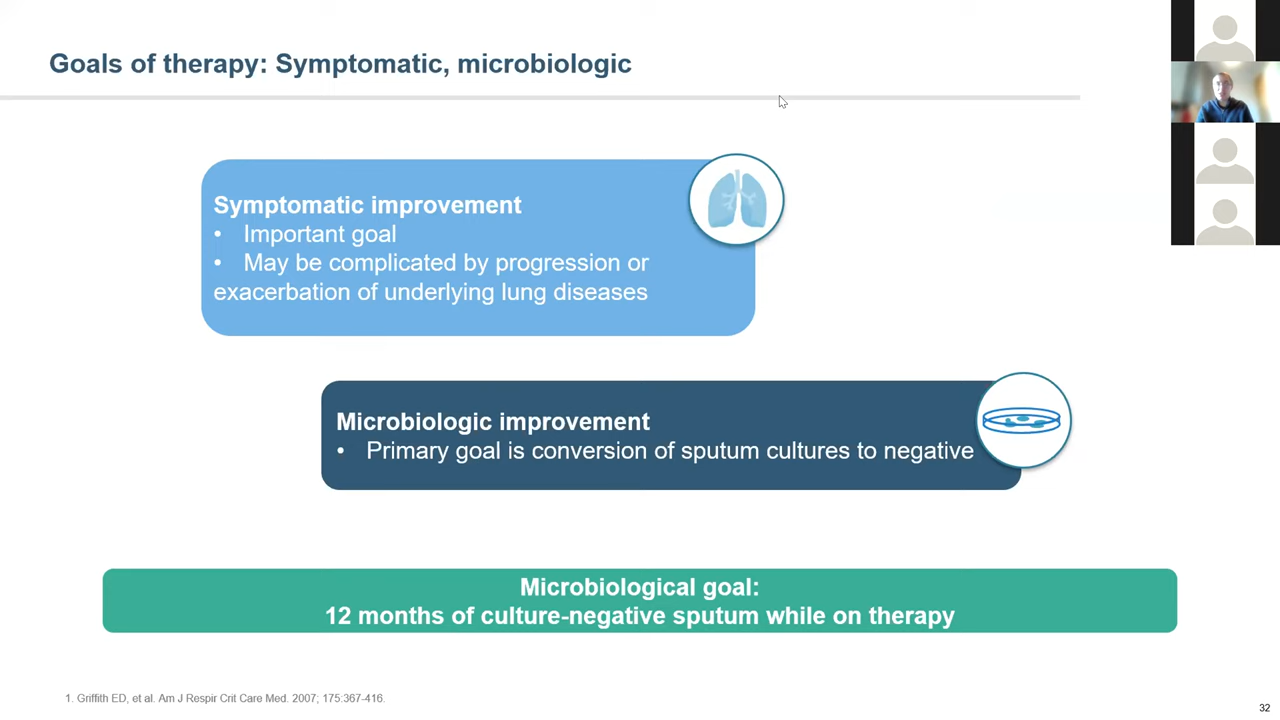 Goals of therapy: Symptomatic, microbiologic
Symptomatic improvement
• Important goal
• May be complicated by progression or
exacerbation of underlying lung diseases
Microbiologic improvement
• Primary goal is conversion of sputum cultures to negative
Microbiological goal:
12 months of culture-negative sputum while on therapy
1. Griffith ED, et al. Am J Respir Crit Care Med. 2007; 175:367-416.
32